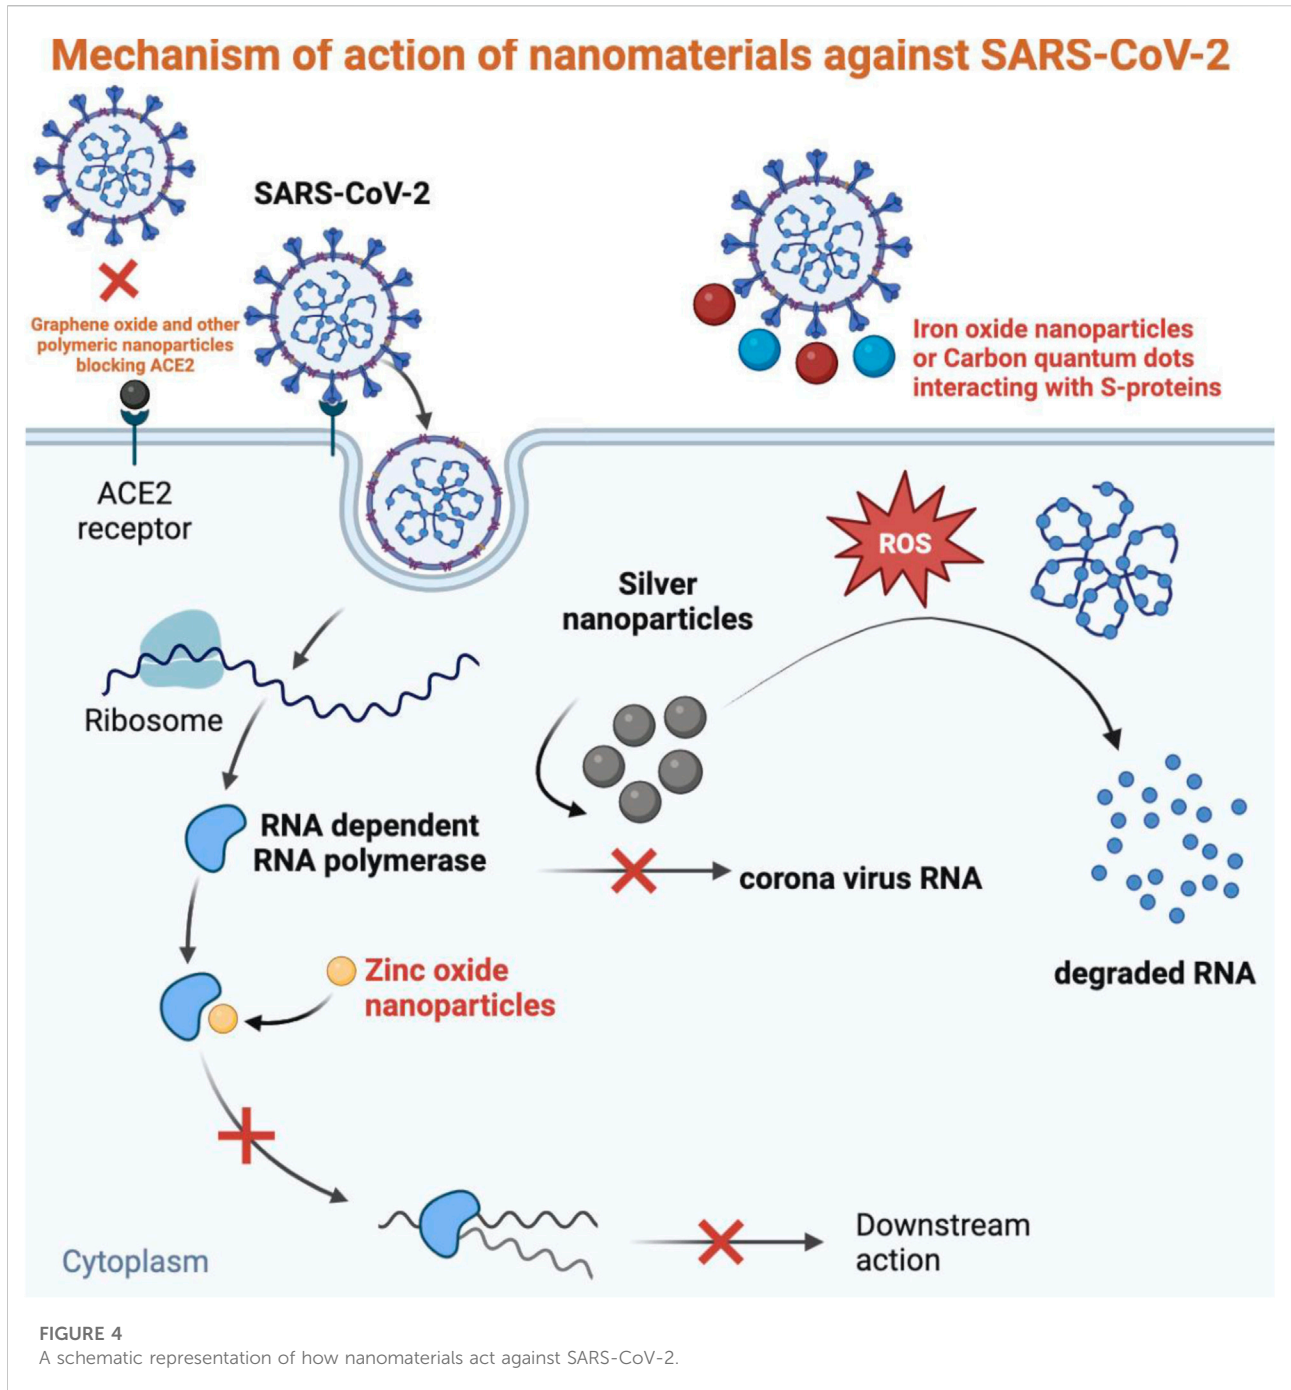 Mechanism of action of nanomaterials against SARS-CoV-2
SARS-CoV-2
Graphene oxide and other
polymeric nanoparticles
blocking ACE2
Iron oxide nanoparticles
or Carbon quantum dots
interacting with S-proteins
ACE2
receptor
ROS
Silver
nanoparticles
Ribosome
RNA dependent
RNA polymerase
corona virus RNA
degraded RNA
Zinc oxide
nanoparticles
Downstream
action
Cytoplasm
FIGURE 4
A schematic representation of how nanomaterials act against SARS-CoV-2.